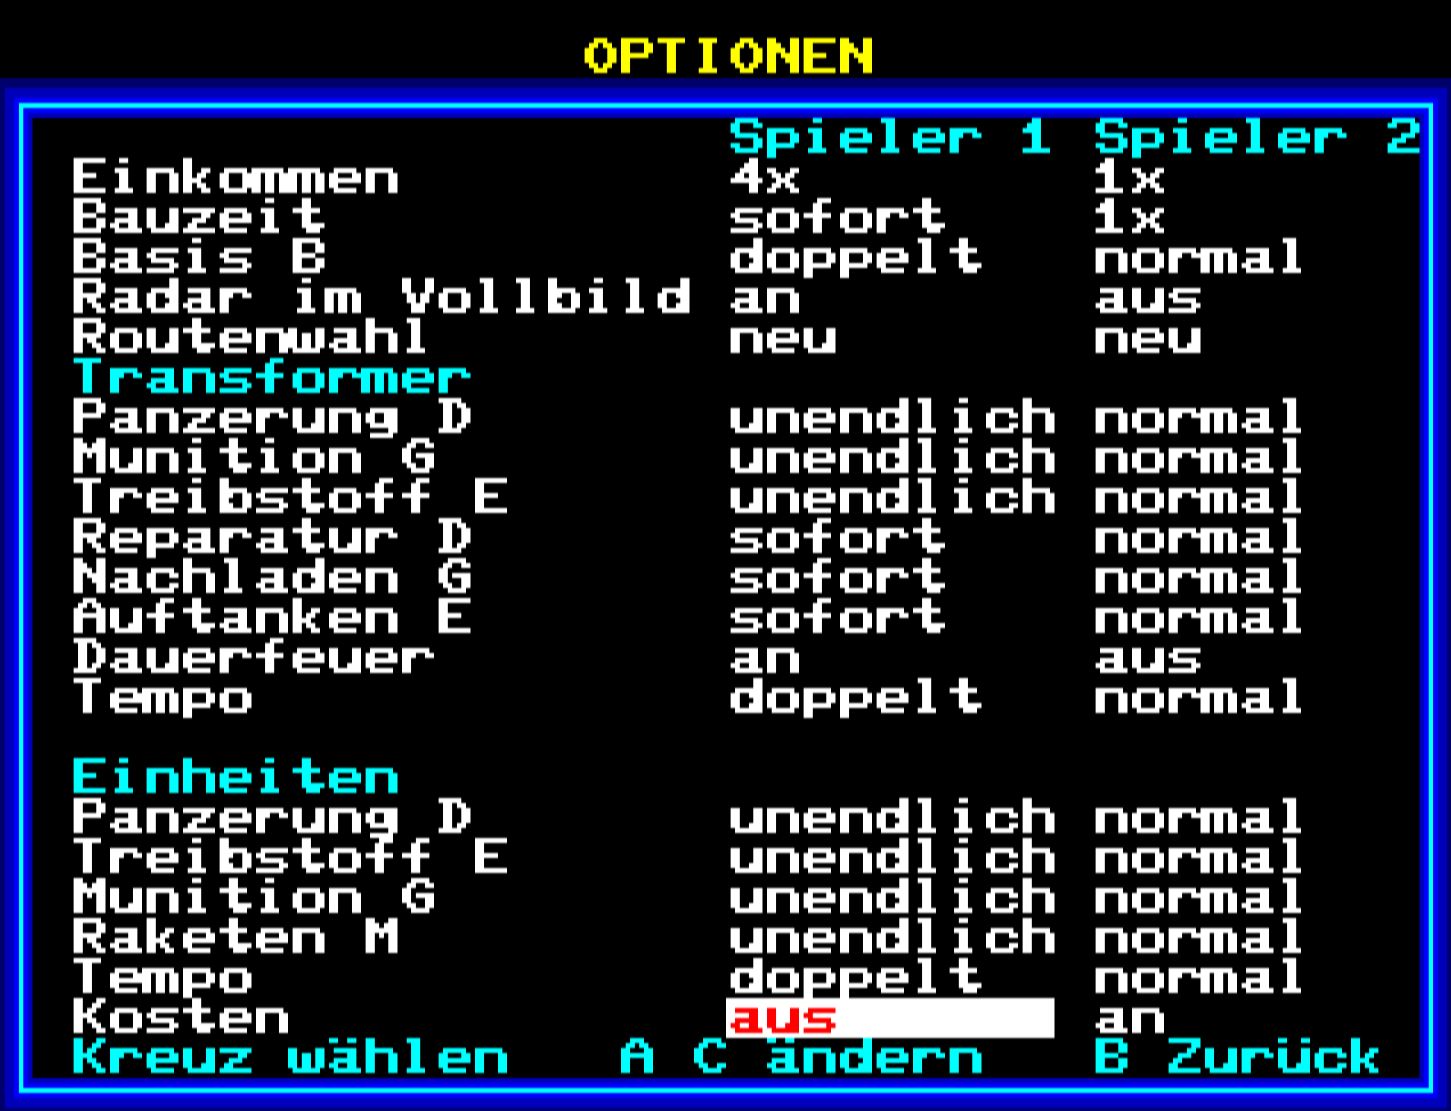 OPTIONEN
Spieler 1 Spieler 2
Einkommen 4x 1x
Bauzeit sofort 1x
Basis B doppelt normal
Radar im Vollbild an aus
Routenwahl neu neu
Transformer
Panzerung D unendlich normal
Munition G unendlich normal
Treibstoff E unendlich normal
Reparatur D sofort normal
Nachladen G sofort normal
Auftanken E sofort normal
Dauerfeuer an aus
Tempo doppelt normal
Einheiten
Panzerung D unendlich normal
Treibstoff E unendlich normal
Munition G unendlich normal
Raketen M unendlich normal
Tempo doppelt normal
Kosten aus an
Kreuz wählen A C ändern B Zurück